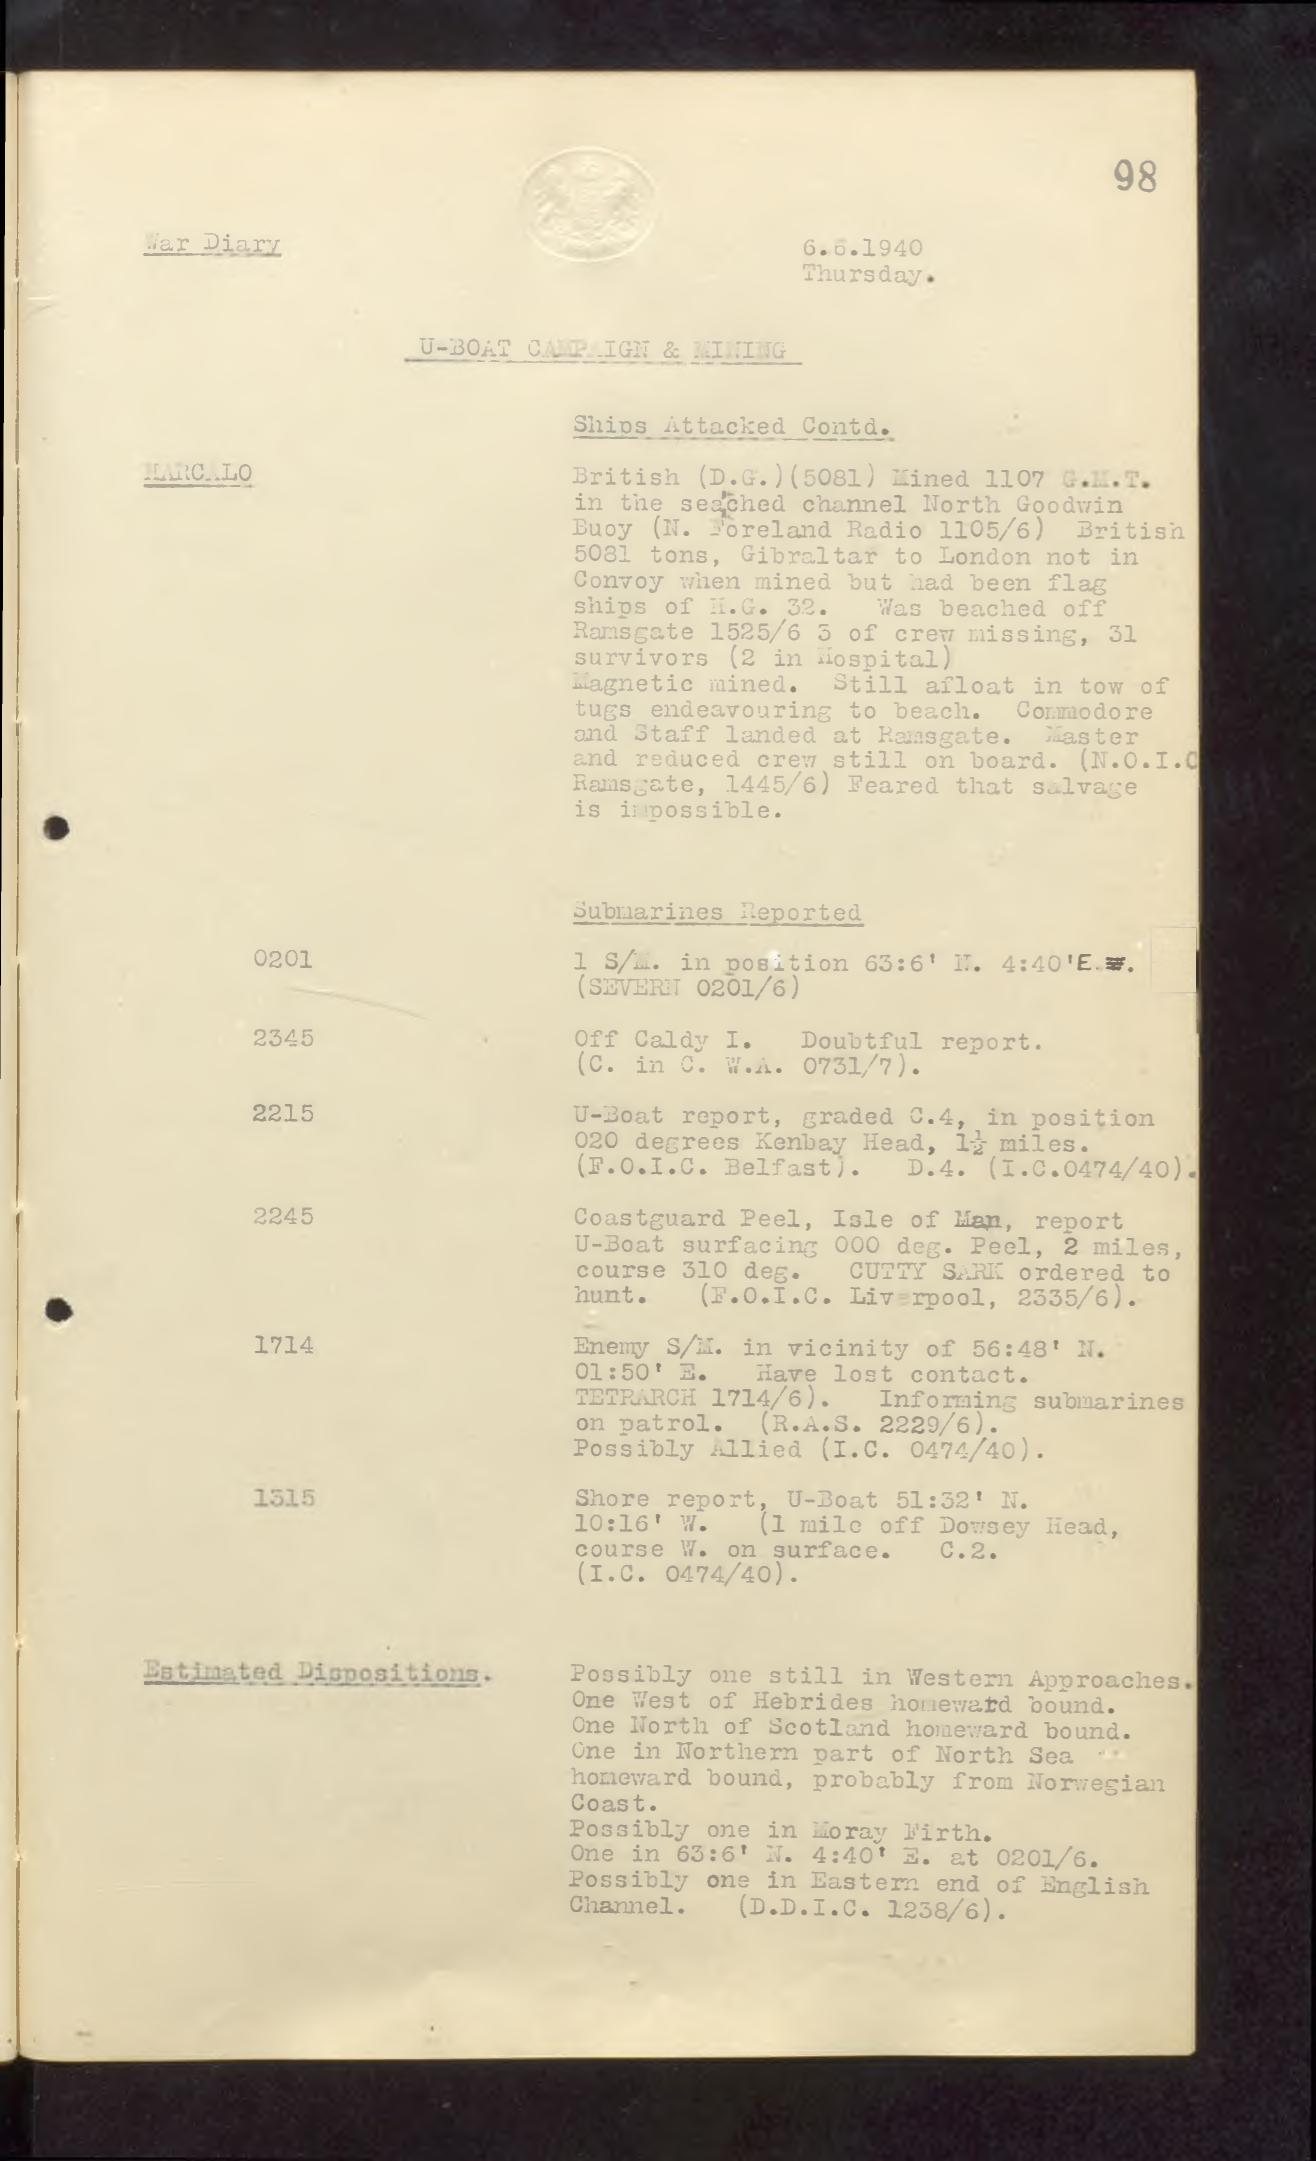 98
War Diary
6.6.1940
Thursday.
U-BOAT CAMPAIGN & MINING
Ships Attacked Contd.
MARCALO
British (D.G.)(5081) Mined 1107 G.M.T.
in the seached channel North Goodwin
Buoy (N. Foreland Radio 1105/6) British
5081 tons, Gibraltar to London not in
Convoy when mined but had been flag
ships of H.G. 32. Was beached off
Ramsgate 1525/6 3 of crew missing, 31
survivors (2 in Hospital)
Magnetic mined. Still afloat in tow of
tugs endeavouring to beach. Commodore
and Staff landed at Ramsgate. Master
and reduced crew still on board. (N.O.I.C
Ramsgate, 1445/6) Feared that salvage
is impossible.
Submarines Reported
0201
1 S/M. in position 63:6' N. 4:40'E.
(SEVERN 0201/6)
2345
Off Caldy I. Doubtful report.
(C. in C. W.A. 0731/7).
2215
U-Boat report, graded C.4, in position
020 degrees Kenbay Head, 1½ miles.
(F.O.I.C. Belfast). D.4. (I.C.0474/40).
2245
Coastguard Peel, Isle of Man, report
U-Boat surfacing 000 deg. Peel, 2 miles,
course 310 deg. CUTTY SARK ordered to
hunt. (F.O.I.C. Liverpool, 2335/6).
1714
Enemy S/M. in vicinity of 56:48' N.
01:50' E. Have lost contact.
TETRARCH 1714/6). Informing submarines
on patrol. (R.A.S. 2229/6).
Possibly Allied (I.C. 0474/40).
1315
Shore report, U-Boat 51:32' N.
10:16' W. (1 mile off Dowsey Head,
course W. on surface. C.2.
(I.C. 0474/40).
Estimated Dispositions.
Possibly one still in Western Approaches.
One West of Hebrides homeward bound.
One North of Scotland homeward bound.
One in Northern part of North Sea
homeward bound, probably from Norwegian
Coast.
Possibly one in Moray Firth.
One in 63:6' N. 4:40' E. at 0201/6.
Possibly one in Eastern end of English
Channel. (D.D.I.C. 1238/6).